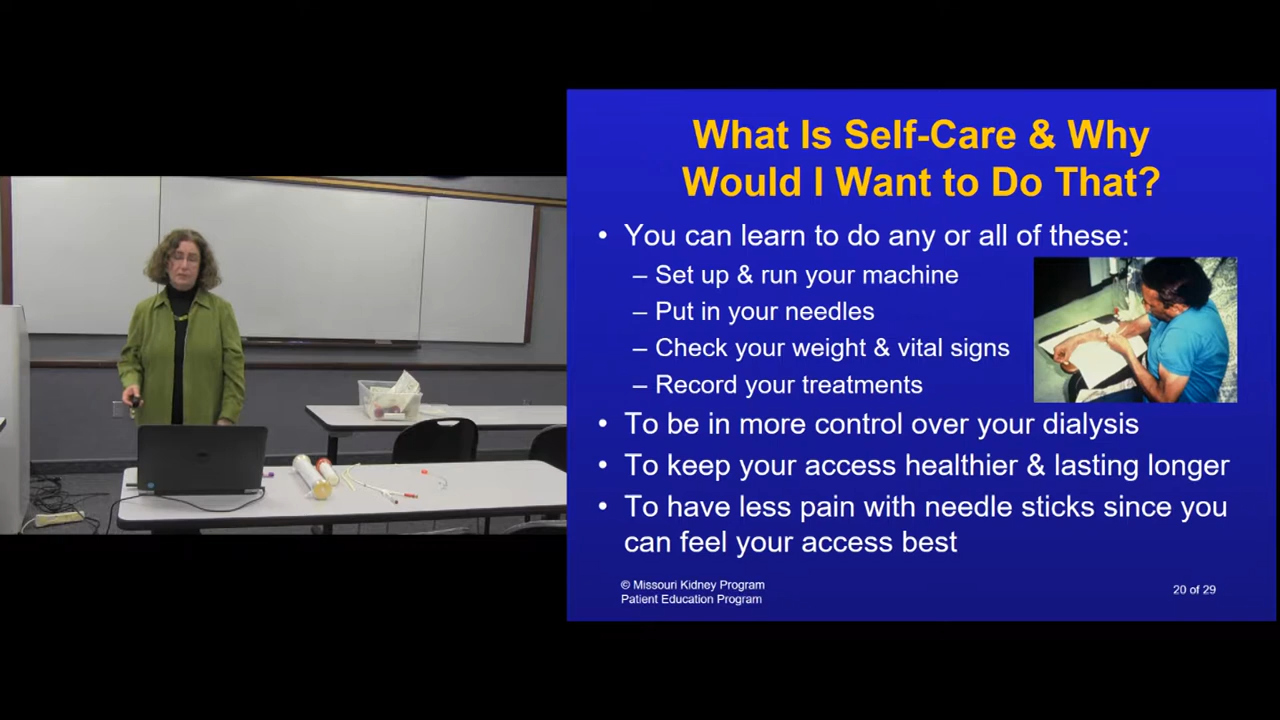 What Is Self-Care & Why
Would I Want to Do That?
• You can learn to do any or all of these:
– Set up & run your machine
– Put in your needles
– Check your weight & vital signs
– Record your treatments
• To be in more control over your dialysis
• To keep your access healthier & lasting longer
• To have less pain with needle sticks since you
can feel your access best
© Missouri Kidney Program
Patient Education Program
20 of 29